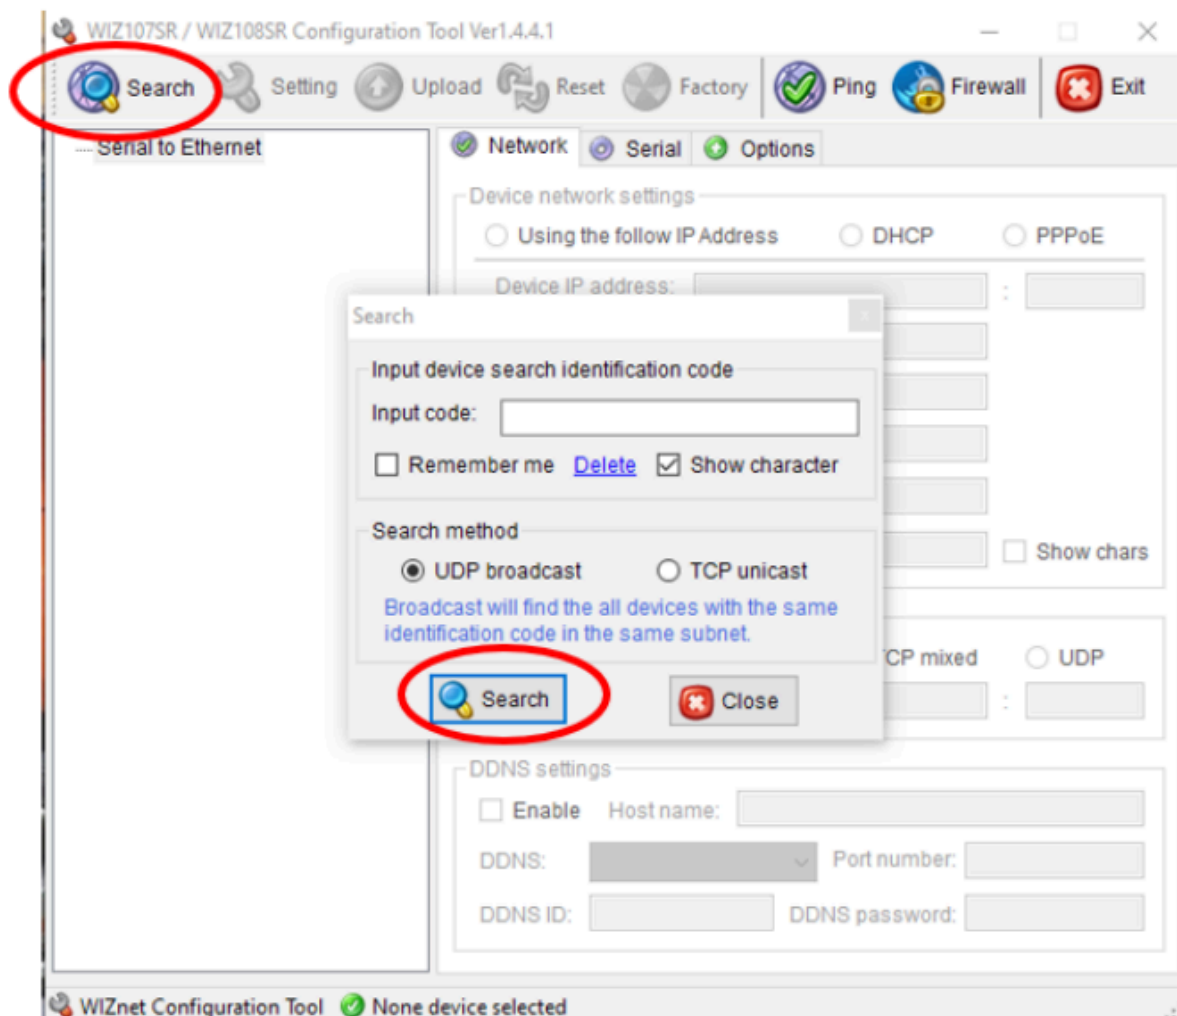 WIZ107SR / WIZ108SR Configuration Tool Ver1.4.4.1
Search Setting Upload Reset Factory Ping Firewall Exit
Serial to Ethernet
Network Serial Options
Device network settings
Using the follow IP Address DHCP PPPoE
Device IP address: :
Search
Input device search identification code
Input code:
Remember me Delete Show character
Search method
UDP broadcast TCP unicast
Broadcast will find the all devices with the same
identification code in the same subnet.
Search Close
Show chars
CP mixed UDP
:
DDNS settings
Enable Host name:
DDNS: Port number:
DDNS ID: DDNS password:
WIZnet Configuration Tool None device selected